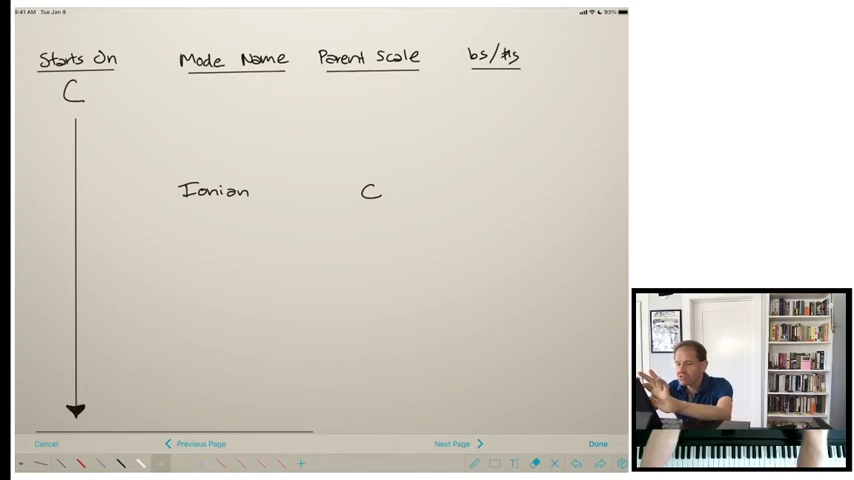 9:41 AM Tue Jan 9
93%
Starts On Mode Name Parent Scale bs/#s
C
Ionian C
Cancel Previous Page Next Page Done